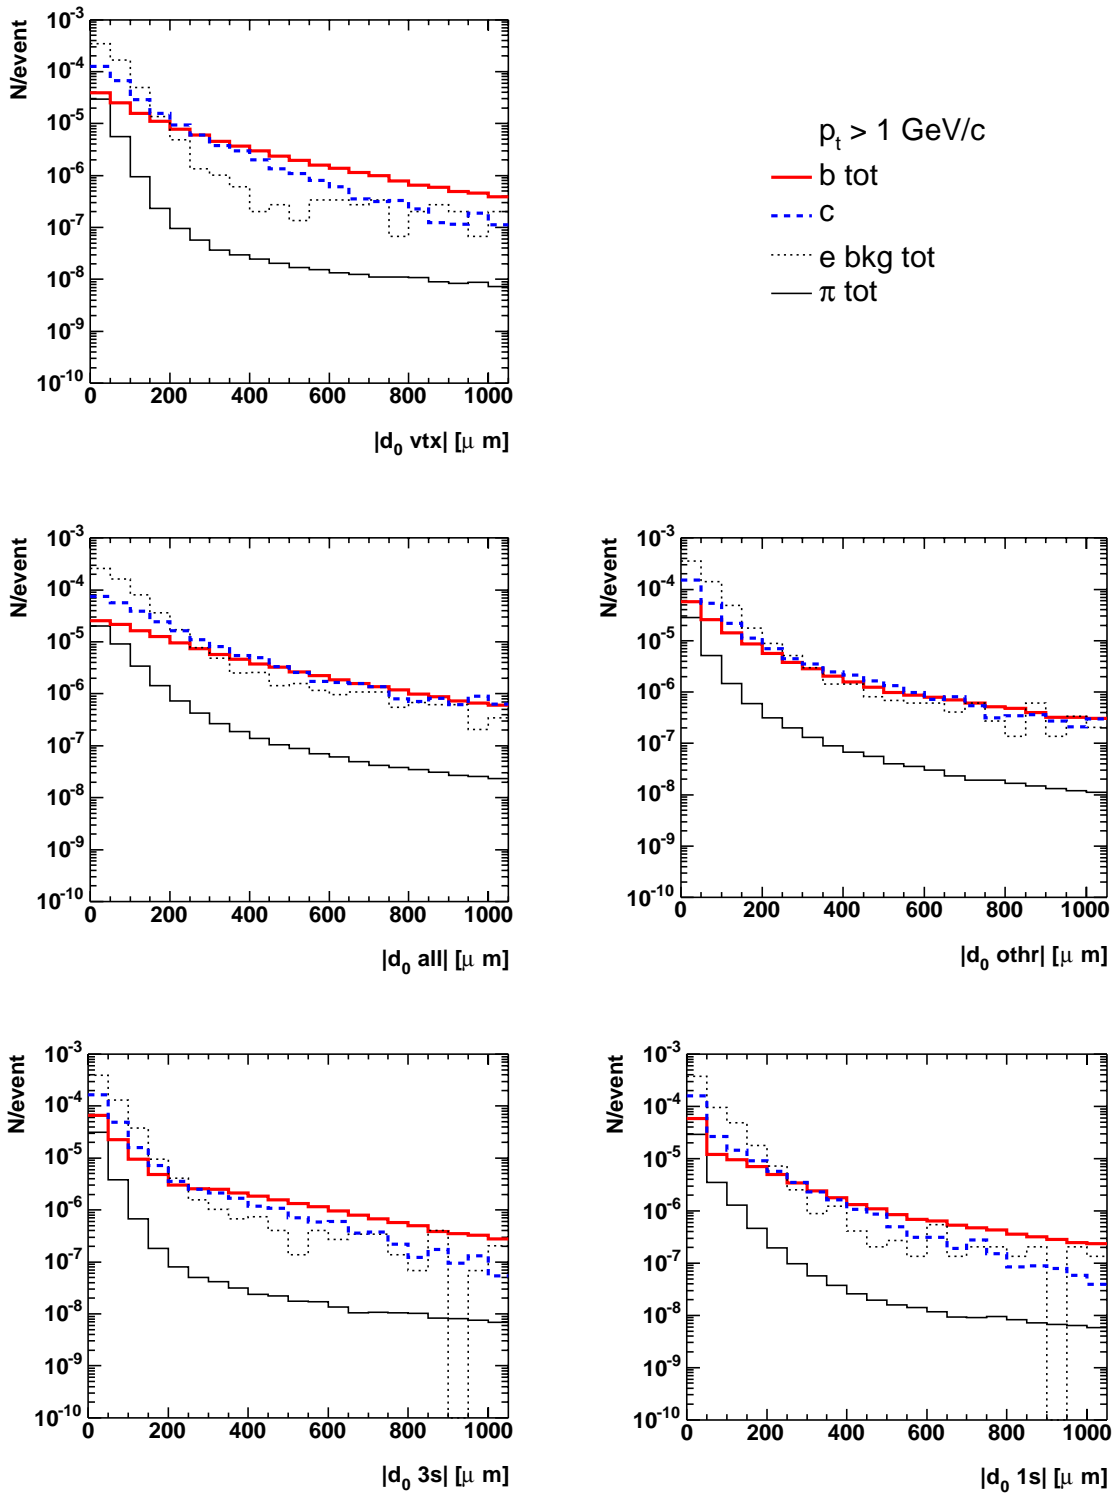 N/event
10-3
10-4
10-5
10-6
10-7
10-8
10-9
10-10
0 200 400 600 800 1000
|d0 vtx| [μ m]
pt > 1 GeV/c
b tot
c
e bkg tot
π tot
N/event
10-3
10-4
10-5
10-6
10-7
10-8
10-9
10-10
0 200 400 600 800 1000
|d0 all| [μ m]
N/event
10-3
10-4
10-5
10-6
10-7
10-8
10-9
10-10
0 200 400 600 800 1000
|d0 othr| [μ m]
N/event
10-3
10-4
10-5
10-6
10-7
10-8
10-9
10-10
0 200 400 600 800 1000
|d0 3s| [μ m]
N/event
10-3
10-4
10-5
10-6
10-7
10-8
10-9
10-10
0 200 400 600 800 1000
|d0 1s| [μ m]